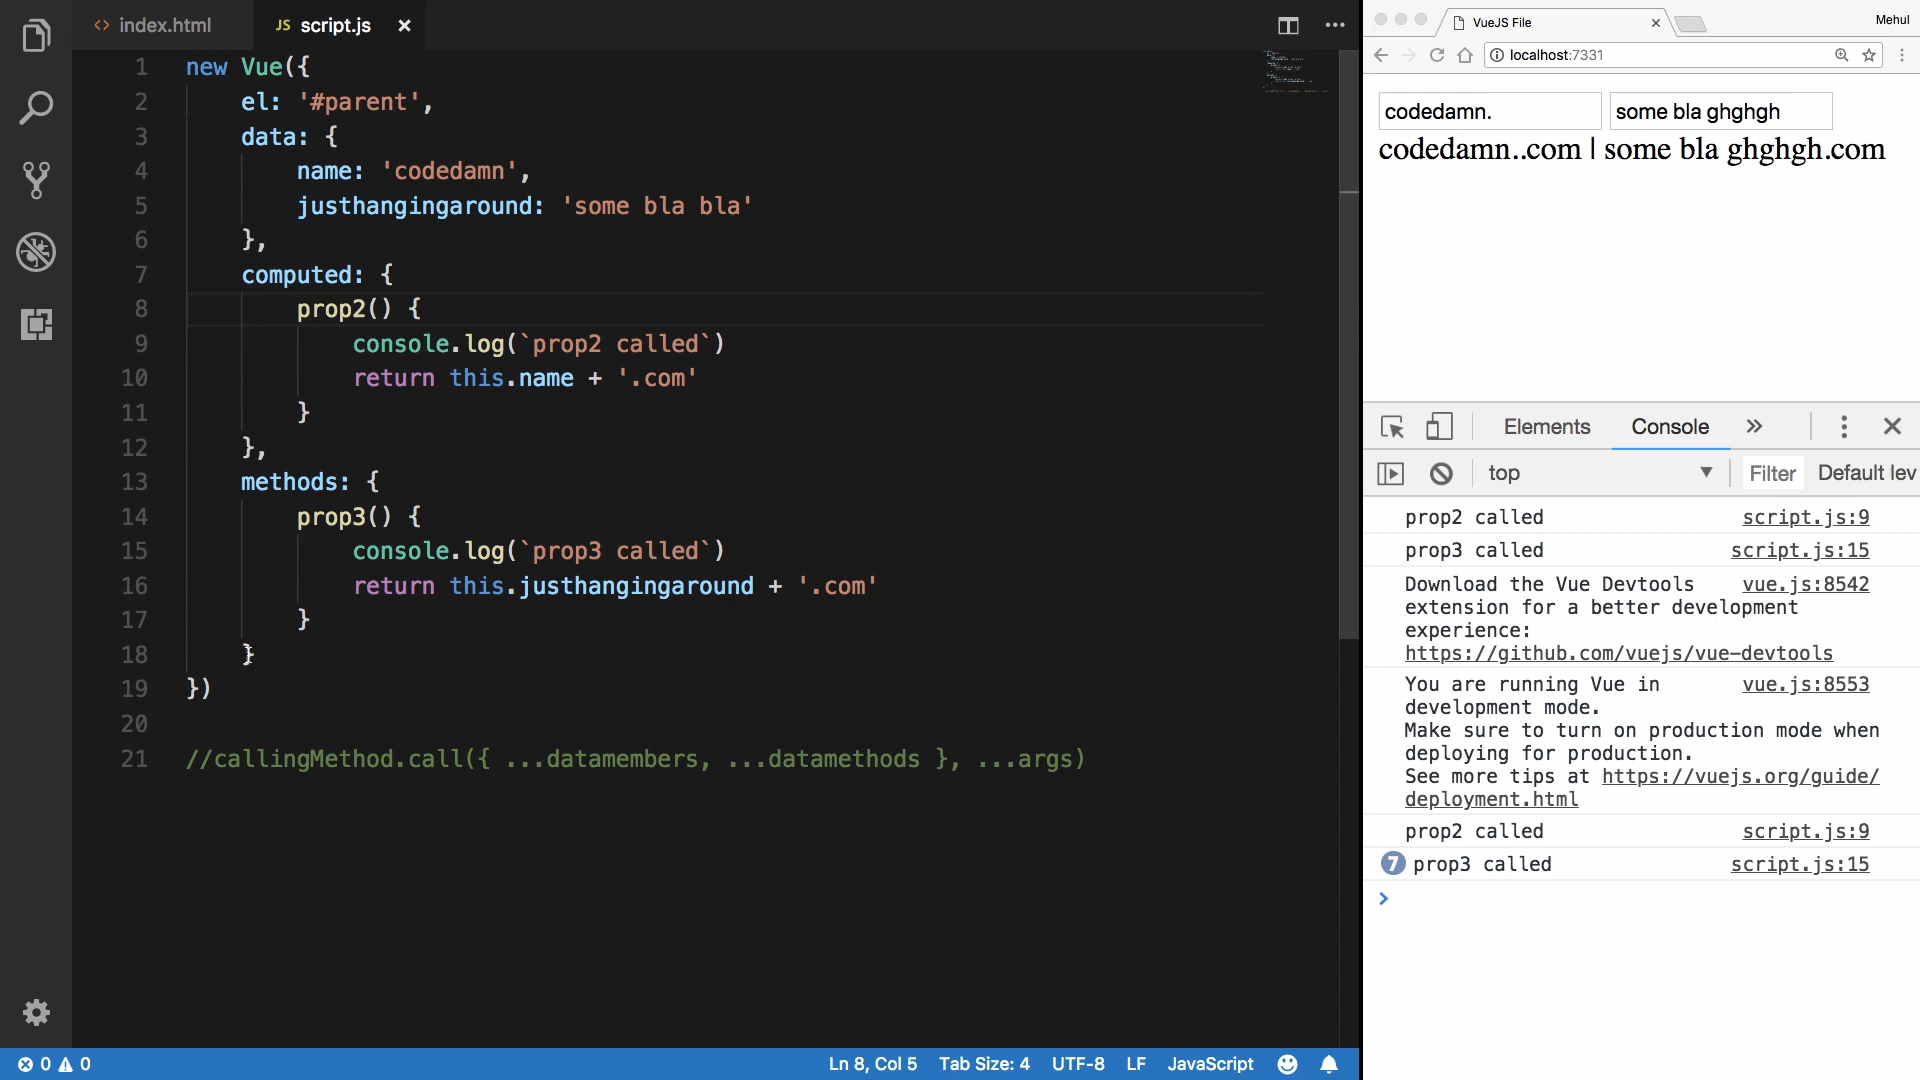 index.html
JS script.js
1 new Vue({
2 el: '#parent',
3 data: {
4 name: 'codedamn',
5 justhangingaround: 'some bla bla'
6 },
7 computed: {
8 prop2() {
9 console.log(`prop2 called`)
10 return this.name + '.com'
11 }
12 },
13 methods: {
14 prop3() {
15 console.log(`prop3 called`)
16 return this.justhangingaround + '.com'
17 }
18 }
19 })
20
21 //callingMethod.call({ ...datamembers, ...datamethods }, ...args)
0 0
Ln 8, Col 5 Tab Size: 4 UTF-8 LF JavaScript
VueJS File
Mehul
localhost:7331
codedamn. some bla ghghgh
codedamn..com | some bla ghghgh.com
Elements Console
top Filter Default lev
prop2 called script.js:9
prop3 called script.js:15
Download the Vue Devtools vue.js:8542
extension for a better development
experience:
https://github.com/vuejs/vue-devtools
You are running Vue in vue.js:8553
development mode.
Make sure to turn on production mode when
deploying for production.
See more tips at https://vuejs.org/guide/
deployment.html
prop2 called script.js:9
7 prop3 called script.js:15